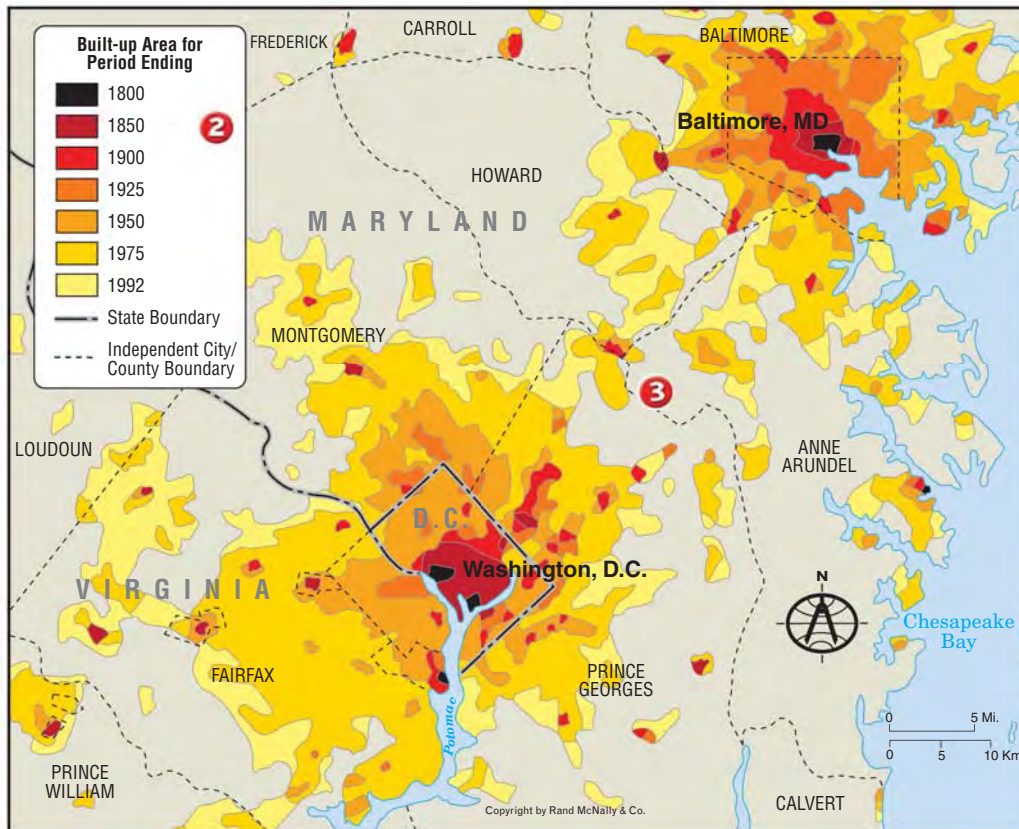 Built-up Area for
Period Ending
1800
1850
1900
1925
1950
1975
1992
State Boundary
Independent City/
County Boundary
2
FREDERICK
CARROLL
BALTIMORE
Baltimore, MD
HOWARD
MARYLAND
MONTGOMERY
3
LOUDOUN
ANNE
ARUNDEL
D.C.
Washington, D.C.
VIRGINIA
N
Chesapeake
Bay
FAIRFAX
PRINCE
GEORGES
Potomac
0 5 Mi.
0 5 10 Km
PRINCE
WILLIAM
CALVERT
Copyright by Rand McNally & Co.